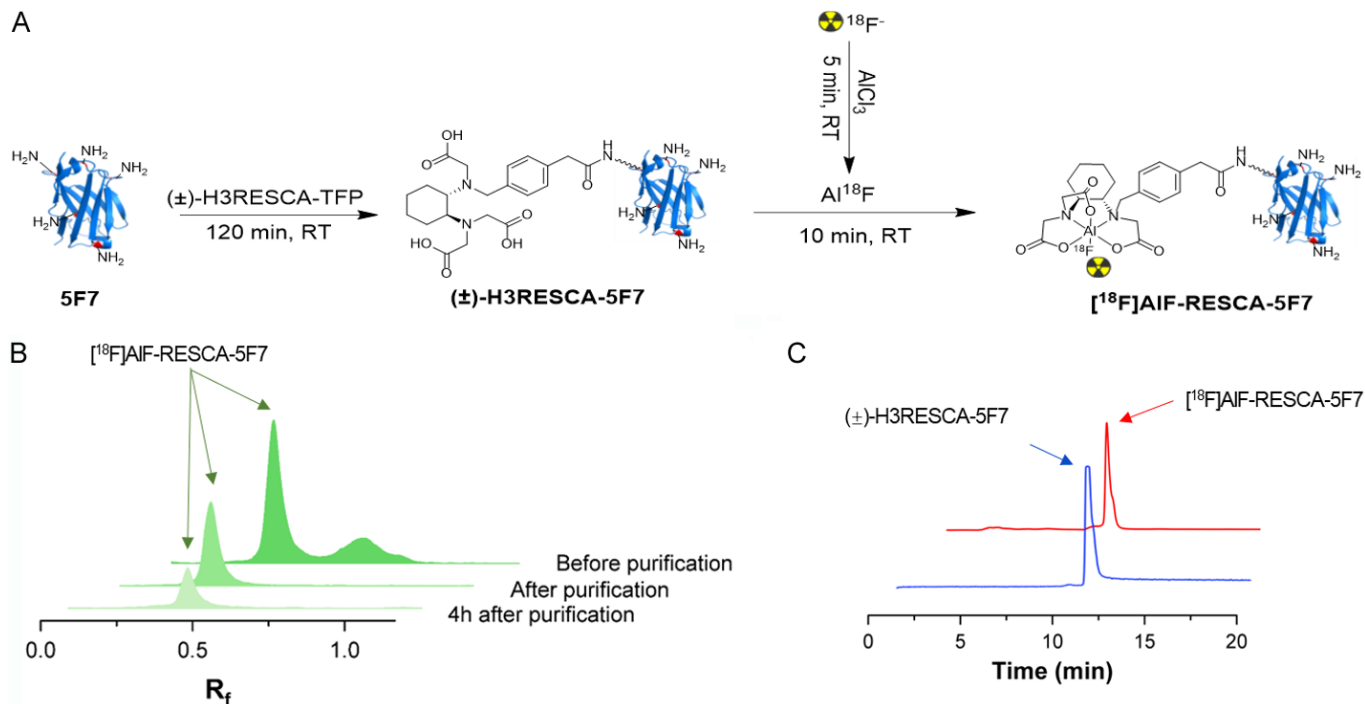 A
¹⁸F⁻
5 min, RT
AlCl₃
Al¹⁸F
H₂N
NH₂
NH₂
H₂N
NH₂
5F7
(±)-H3RESCA-TFP
120 min, RT
OH
O
N
N
O
OH
O
OH
O
H
N
NH₂
NH₂
H₂N
NH₂
(±)-H3RESCA-5F7
10 min, RT
O
O
N
N
Al
O
O
O
O
¹⁸F
O
H
N
NH₂
NH₂
H₂N
NH₂
[¹⁸F]AlF-RESCA-5F7
B
[¹⁸F]AlF-RESCA-5F7
Before purification
After purification
4h after purification
0.0 0.5 1.0
R_f
C
(±)-H3RESCA-5F7
[¹⁸F]AlF-RESCA-5F7
0 5 10 15 20
Time (min)